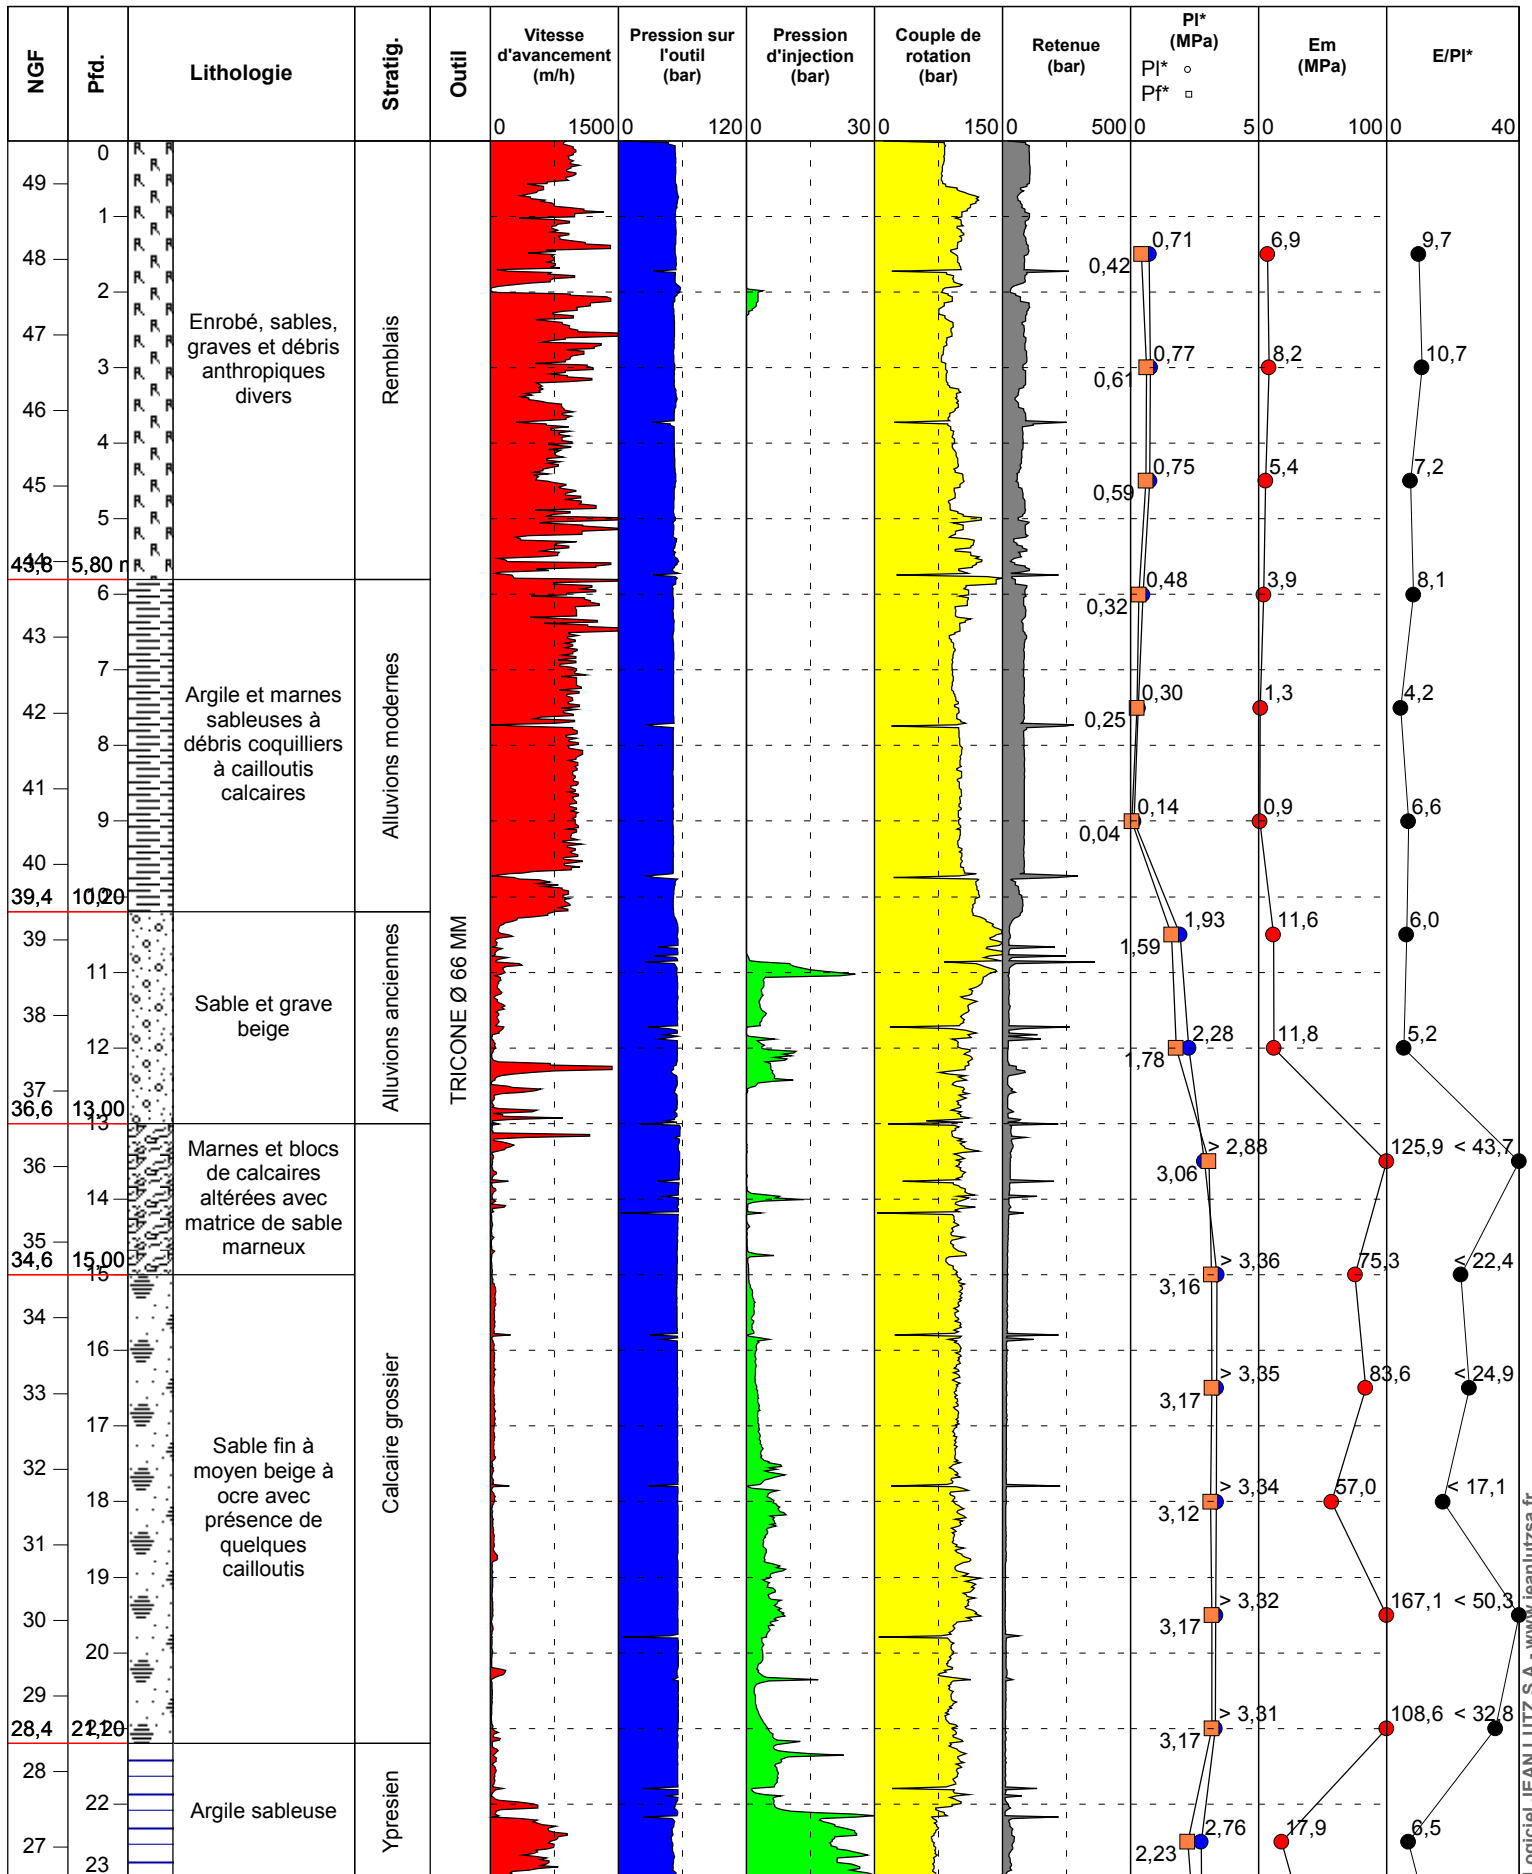 NGF
Pfd.
Lithologie
Stratig.
Outil
Vitesse
d'avancement
(m/h)
Pression sur
l'outil
(bar)
Pression
d'injection
(bar)
Couple de
rotation
(bar)
Retenue
(bar)
Pl*
(MPa)
Pl*
Pf*
Em
(MPa)
E/Pl*
0 1500
0 120
0 30
0 150
0 500
0 5
0 100
0 40
0
49
1
48
0,71
0,42
6,9
9,7
2
47
Enrobé, sables,
graves et débris
anthropiques
divers
Remblais
3
0,77
0,61
8,2
10,7
46
4
45
0,75
0,59
5,4
7,2
5
44
43,8
5,80
6
0,48
0,32
3,9
8,1
43
7
Argile et marnes
sableuses à
débris coquilliers
à cailloutis
calcaires
Alluvions modernes
42
0,30
0,25
1,3
4,2
8
41
9
0,14
0,04
0,9
6,6
40
39,4
10,20
10
TRICONE Ø 66 MM
39
1,93
1,59
11,6
6,0
11
Sable et grave
beige
Alluvions anciennes
38
12
2,28
1,78
11,8
5,2
37
36,6
13,00
13
Marnes et blocs
de calcaires
altérées avec
matrice de sable
marneux
36
> 2,88
3,06
125,9
< 43,7
14
35
34,6
15,00
15
> 3,36
3,16
75,3
< 22,4
34
16
Calcaire grossier
33
> 3,35
3,17
83,6
< 24,9
17
Sable fin à
moyen beige à
ocre avec
présence de
quelques
cailloutis
32
18
> 3,34
3,12
57,0
< 17,1
31
19
30
> 3,32
3,17
167,1
< 50,3
20
29
28,4
21,20
21
> 3,31
3,17
108,6
< 32,8
28
22
Argile sableuse
Ypresien
27
2,76
2,23
17,9
6,5
23
Logiciel JEAN LUTZ S.A - www.jeanlutzsa.fr